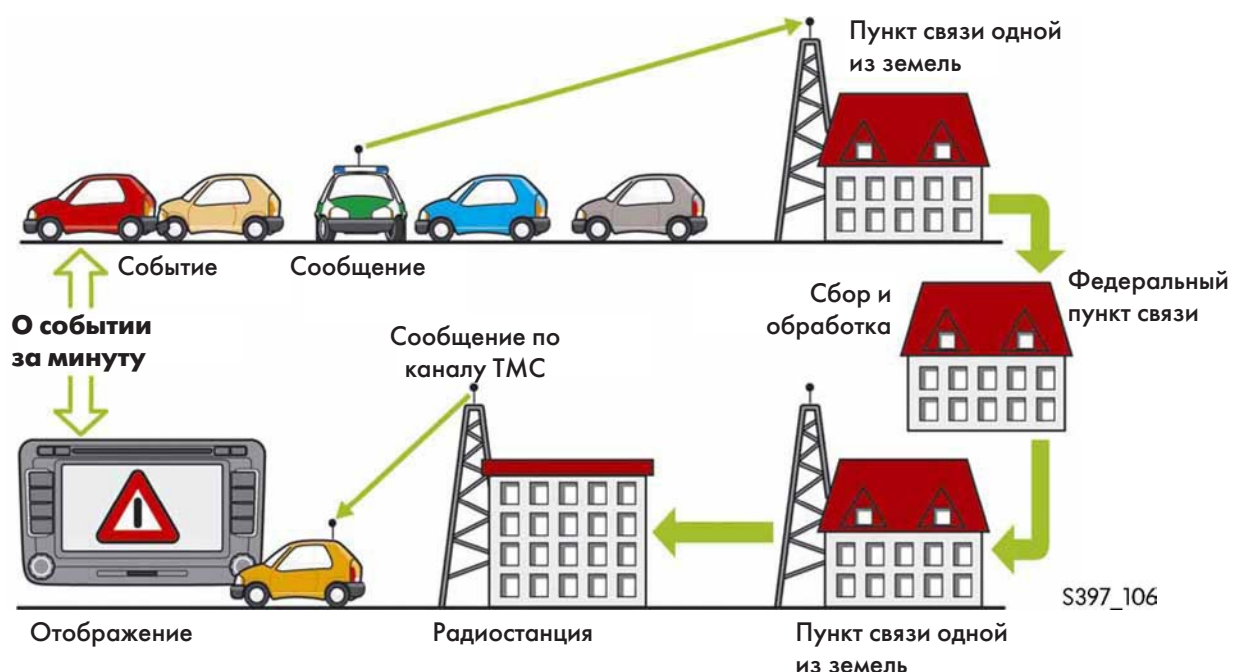 Пункт связи одной
из земель
Событие
Сообщение
Сбор и
обработка
Федеральный
пункт связи
О событии
за минуту
Сообщение по
каналу TMC
S397_106
Отображение
Радиостанция
Пункт связи одной
из земель